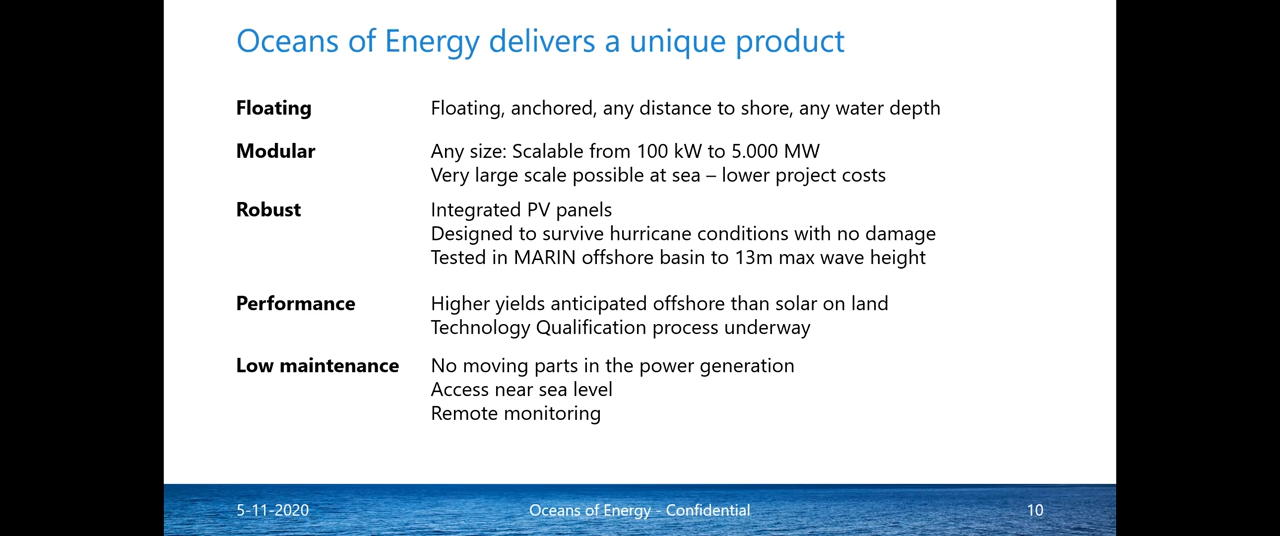 Oceans of Energy delivers a unique product
Floating Floating, anchored, any distance to shore, any water depth
Modular Any size: Scalable from 100 kW to 5.000 MW
Very large scale possible at sea – lower project costs
Robust Integrated PV panels
Designed to survive hurricane conditions with no damage
Tested in MARIN offshore basin to 13m max wave height
Performance Higher yields anticipated offshore than solar on land
Technology Qualification process underway
Low maintenance No moving parts in the power generation
Access near sea level
Remote monitoring
5-11-2020 Oceans of Energy - Confidential 10